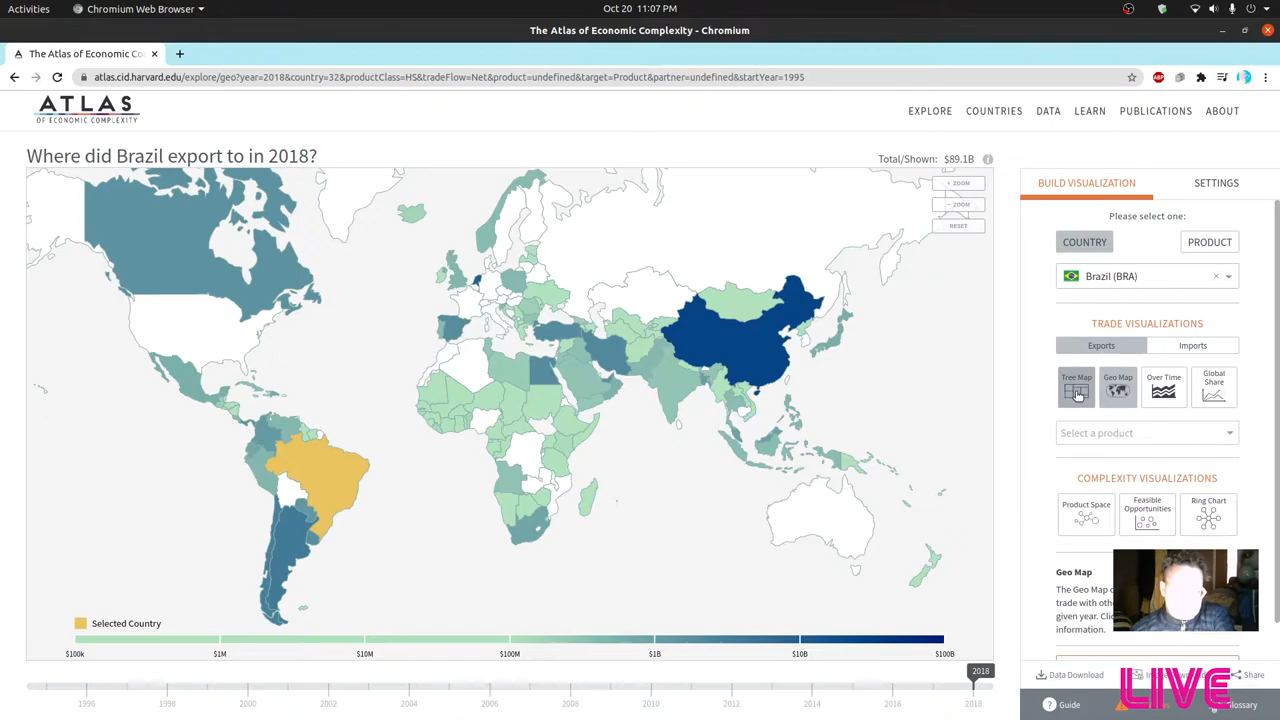 Activities
Chromium Web Browser
Oct 20 11:07 PM
The Atlas of Economic Complexity - Chromium
The Atlas of Economic Co
atlas.cid.harvard.edu/explore/geo?year=2018&country=32&productClass=HS&tradeFlow=Net&product=undefined&target=Product&partner=undefined&startYear=1995
ABP
ATLAS
OF ECONOMIC COMPLEXITY
EXPLORE COUNTRIES DATA LEARN PUBLICATIONS ABOUT
Where did Brazil export to in 2018?
Total/Shown: $89.1B
+ ZOOM
- ZOOM
RESET
Selected Country
$100k $1M $10M $100M $1B $10B $100B
2018
1996 1998 2000 2002 2004 2006 2008 2010 2012 2014 2016 2018
BUILD VISUALIZATION SETTINGS
Please select one:
COUNTRY PRODUCT
Brazil (BRA)
TRADE VISUALIZATIONS
Exports Imports
Tree Map
Geo Map
Over Time
Global
Share
Select a product
COMPLEXITY VISUALIZATIONS
Product Space
Feasible
Opportunities
Ring Chart
Geo Map
The Geo Map
trade with othe
given year. Clic
information.
Data Download
Share
LIVE
? Guide
Glossary